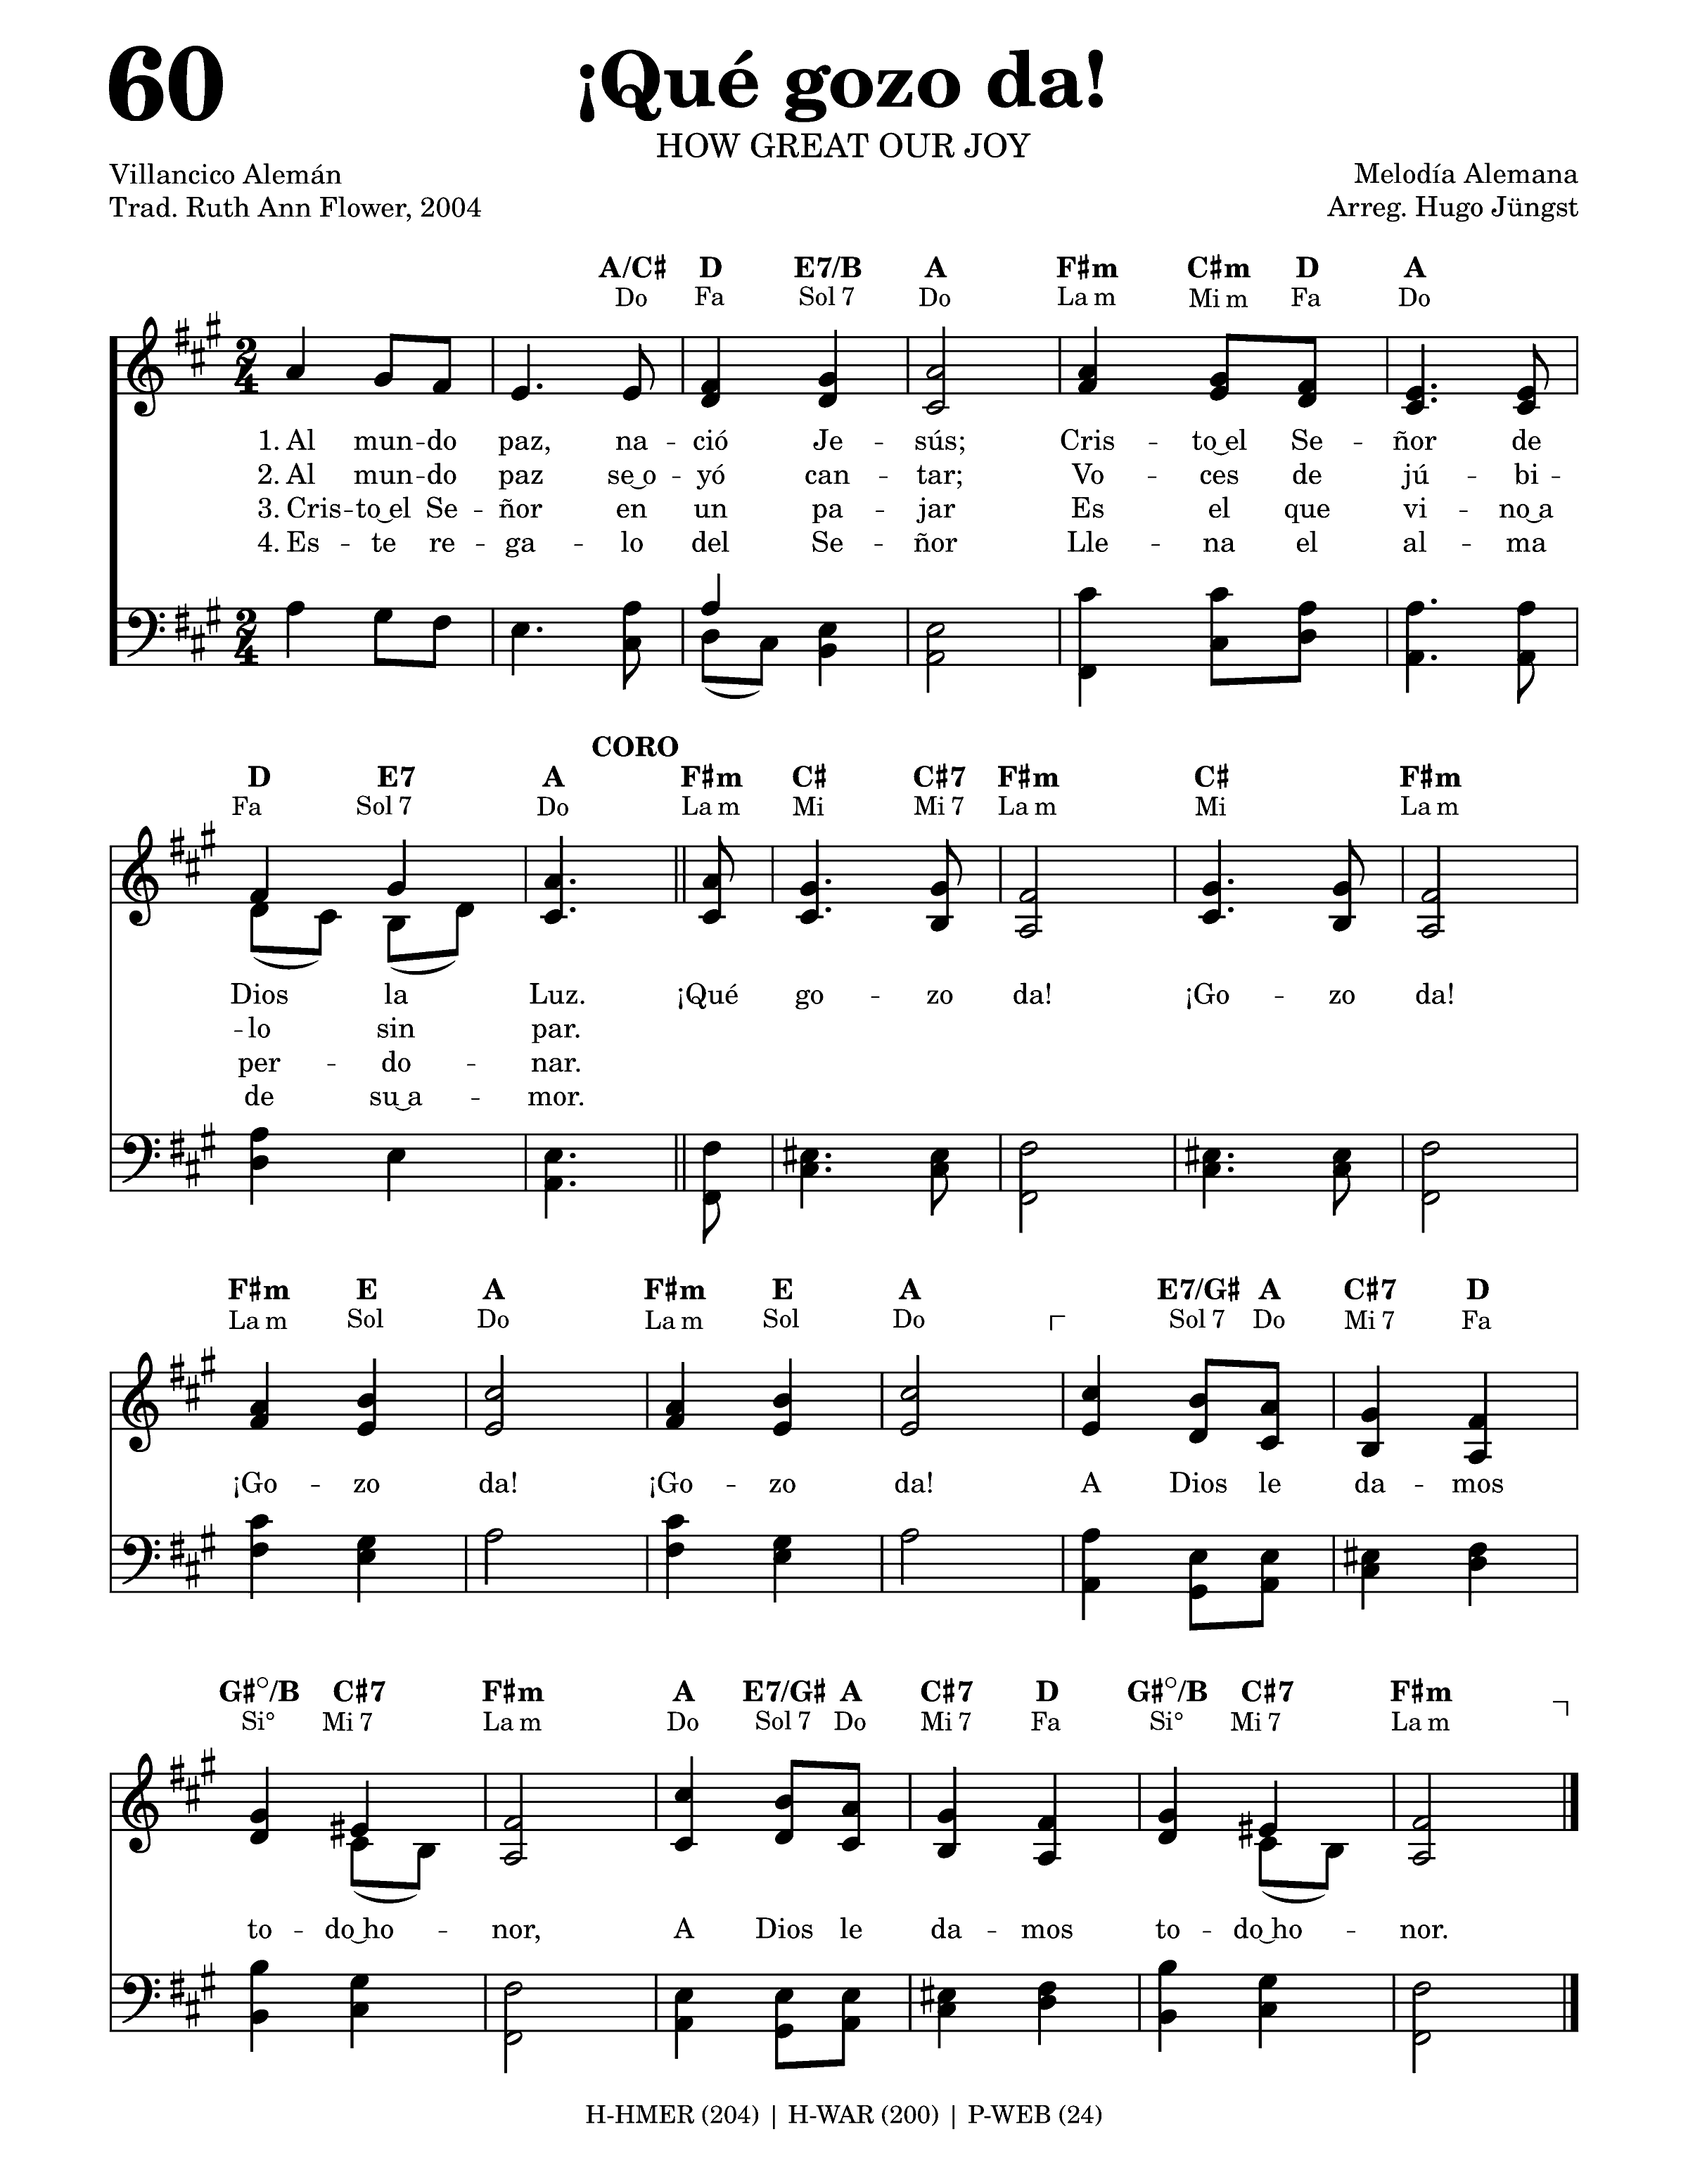 60
¡Qué gozo da!
HOW GREAT OUR JOY
Villancico Alemán
Melodía Alemana
Trad. Ruth Ann Flower, 2004
Arreg. Hugo Jüngst
A/C♯ D E7/B A F♯m C♯m D A
Do Fa Sol 7 Do La m Mi m Fa Do
2/4
1. Al mun -- do paz, na -- ció Je -- sús; Cris -- to‿el Se -- ñor de
2. Al mun -- do paz se‿o -- yó can -- tar; Vo -- ces de jú -- bi --
3. Cris -- to‿el Se -- ñor en un pa -- jar Es el que vi -- no‿a
4. Es -- te re -- ga -- lo del Se -- ñor Lle -- na el al -- ma
2/4
CORO
D E7 A F♯m C♯ C♯7 F♯m C♯ F♯m
Fa Sol 7 Do La m Mi Mi 7 La m Mi La m
Dios la Luz. ¡Qué go -- zo da! ¡Go -- zo da!
-- lo sin par.
per -- do -- nar.
de su‿a -- mor.
F♯m E A F♯m E A E7/G♯ A C♯7 D
La m Sol Do La m Sol Do Sol 7 Do Mi 7 Fa
¡Go -- zo da! ¡Go -- zo da! A Dios le da -- mos
G♯○/B C♯7 F♯m A E7/G♯ A C♯7 D G♯○/B C♯7 F♯m
Si° Mi 7 La m Do Sol 7 Do Mi 7 Fa Si° Mi 7 La m
to -- do‿ho -- nor, A Dios le da -- mos to -- do‿ho -- nor.
H-HMER (204) | H-WAR (200) | P-WEB (24)